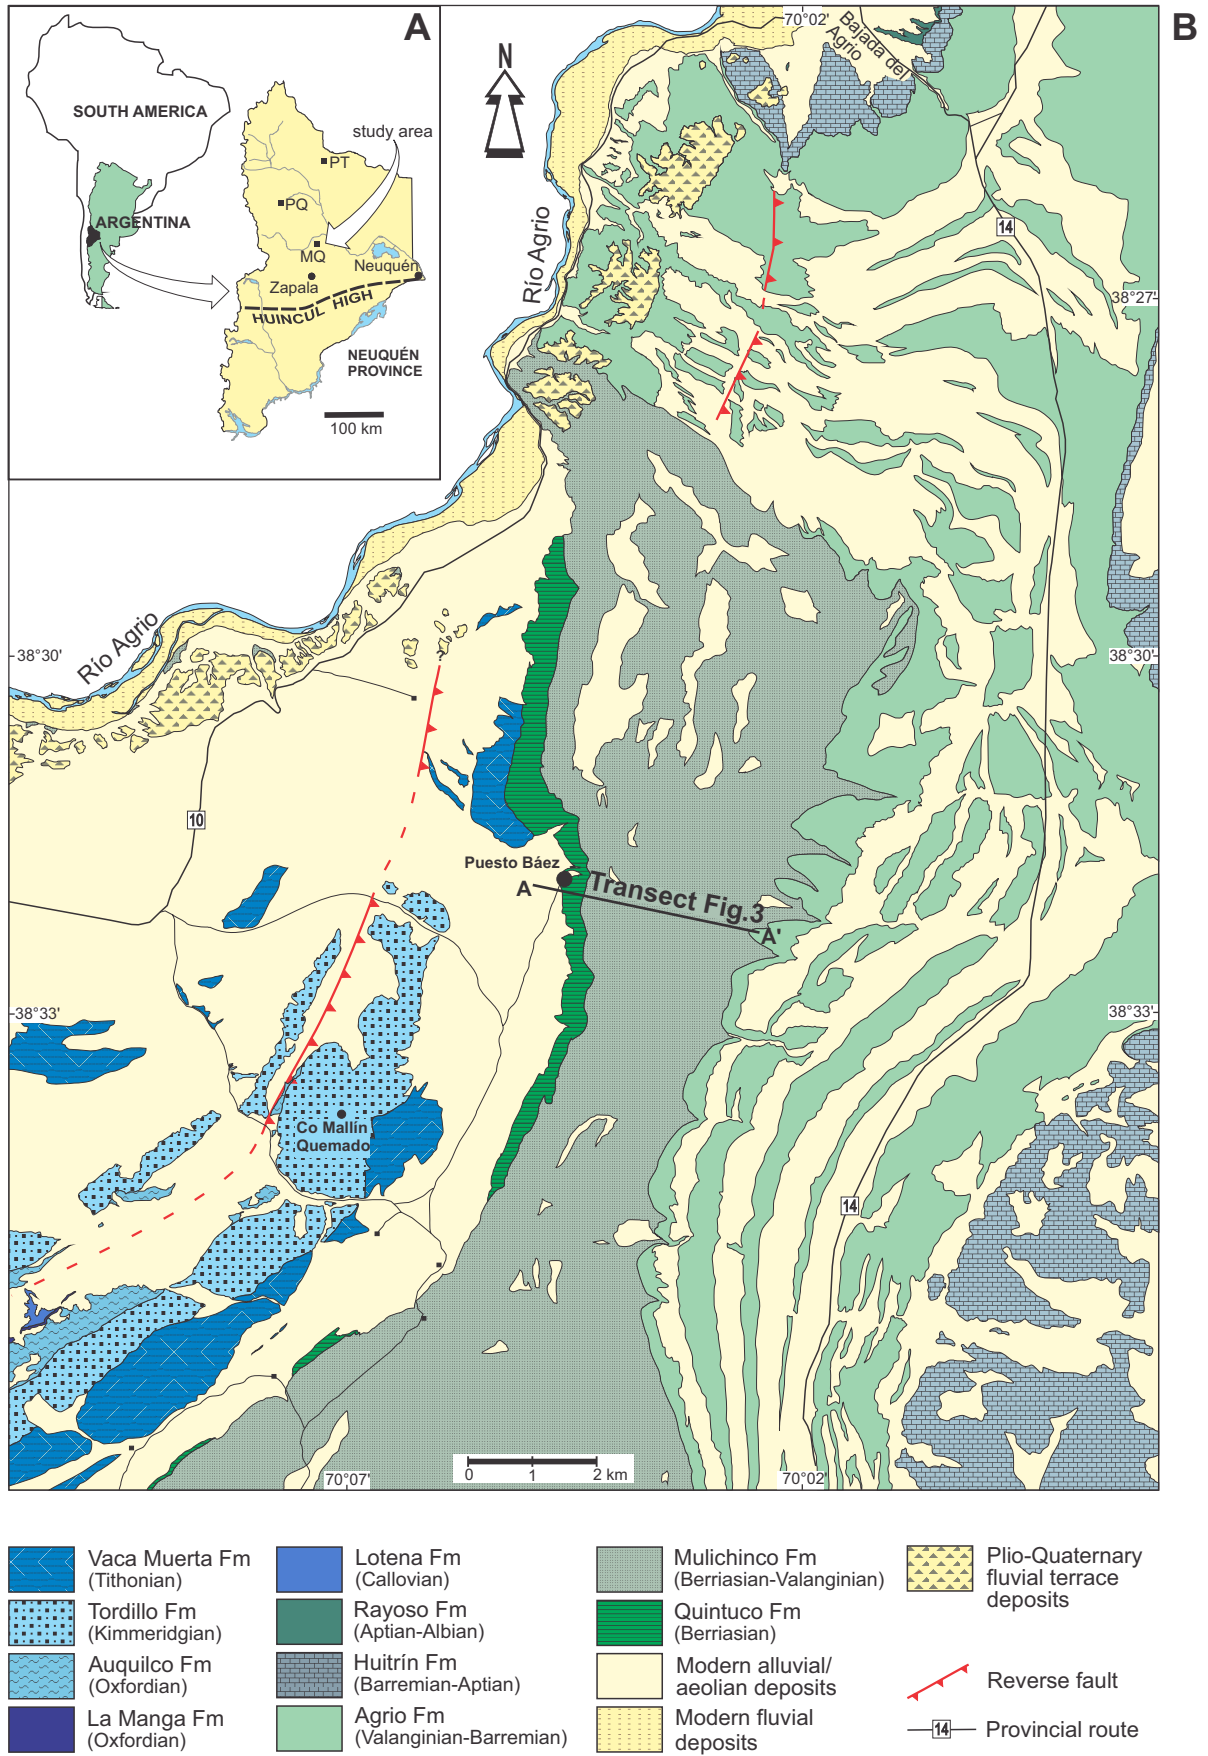 A
SOUTH AMERICA
ARGENTINA
study area
PT
PQ
MQ
Neuquén
Zapala
HUINCUL HIGH
NEUQUÉN
PROVINCE
100 km
B
N
70°02'
Bajada del
Agrio
Río Agrio
14
38°27'
Río Agrio
38°30'
38°30'
10
Puesto Báez
A
Transect Fig.3
A'
38°33'
38°33'
Co Mallín
Quemado
14
0 1 2 km
70°07'
70°02'
Vaca Muerta Fm
(Tithonian)
Tordillo Fm
(Kimmeridgian)
Auquilco Fm
(Oxfordian)
La Manga Fm
(Oxfordian)
Lotena Fm
(Callovian)
Rayoso Fm
(Aptian-Albian)
Huitrín Fm
(Barremian-Aptian)
Agrio Fm
(Valanginian-Barremian)
Mulichinco Fm
(Berriasian-Valanginian)
Quintuco Fm
(Berriasian)
Modern alluvial/
aeolian deposits
Modern fluvial
deposits
Plio-Quaternary
fluvial terrace
deposits
Reverse fault
14 Provincial route